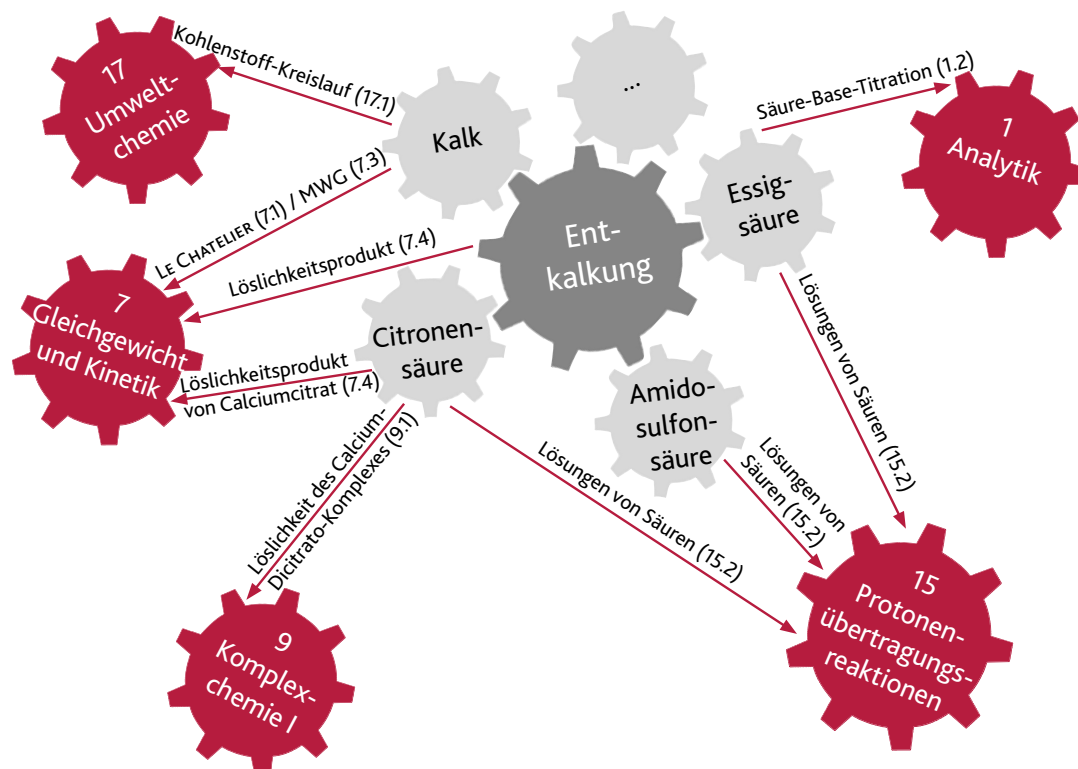 17
Umwelt-
chemie
Kohlenstoff-Kreislauf (17.1)
Kalk
...
Säure-Base-Titration (1.2)
1
Analytik
Essig-
säure
Ent-
kalkung
LE CHATELIER (7.1) / MWG (7.3)
Löslichkeitsprodukt (7.4)
7
Gleichgewicht
und Kinetik
Citronen-
säure
Löslichkeitsprodukt
von Calciumcitrat (7.4)
Amido-
sulfon-
säure
Lösungen von Säuren (15.2)
Lösungen von
Säuren (15.2)
Lösungen von Säuren (15.2)
Löslichkeit des Calcium-
Dicitrato-Komplexes (9.1)
9
Komplex-
chemie I
15
Protonen-
übertragungs-
reaktionen